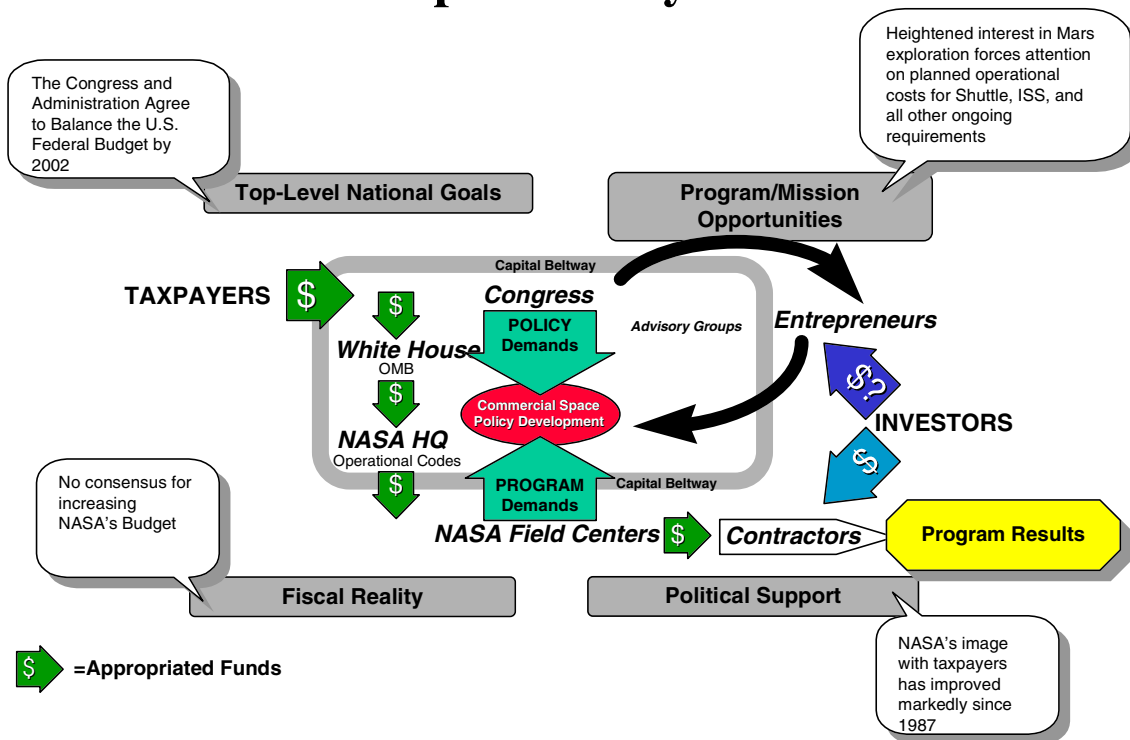 The Congress and
Administration Agree
to Balance the U.S.
Federal Budget by
2002
Heightened interest in Mars
exploration forces attention
on planned operational
costs for Shuttle, ISS, and
all other ongoing
requirements
Top-Level National Goals
Program/Mission
Opportunities
Capital Beltway
TAXPAYERS
$
$
Congress
POLICY
Demands
Advisory Groups
Entrepreneurs
White House
OMB
$
Commercial Space
Policy Development
$?
INVESTORS
NASA HQ
Operational Codes
$
$
PROGRAM
Demands
Capital Beltway
NASA Field Centers
$
Contractors
Program Results
No consensus for
increasing
NASA's Budget
Fiscal Reality
Political Support
NASA's image
with taxpayers
has improved
markedly since
1987
$
=Appropriated Funds